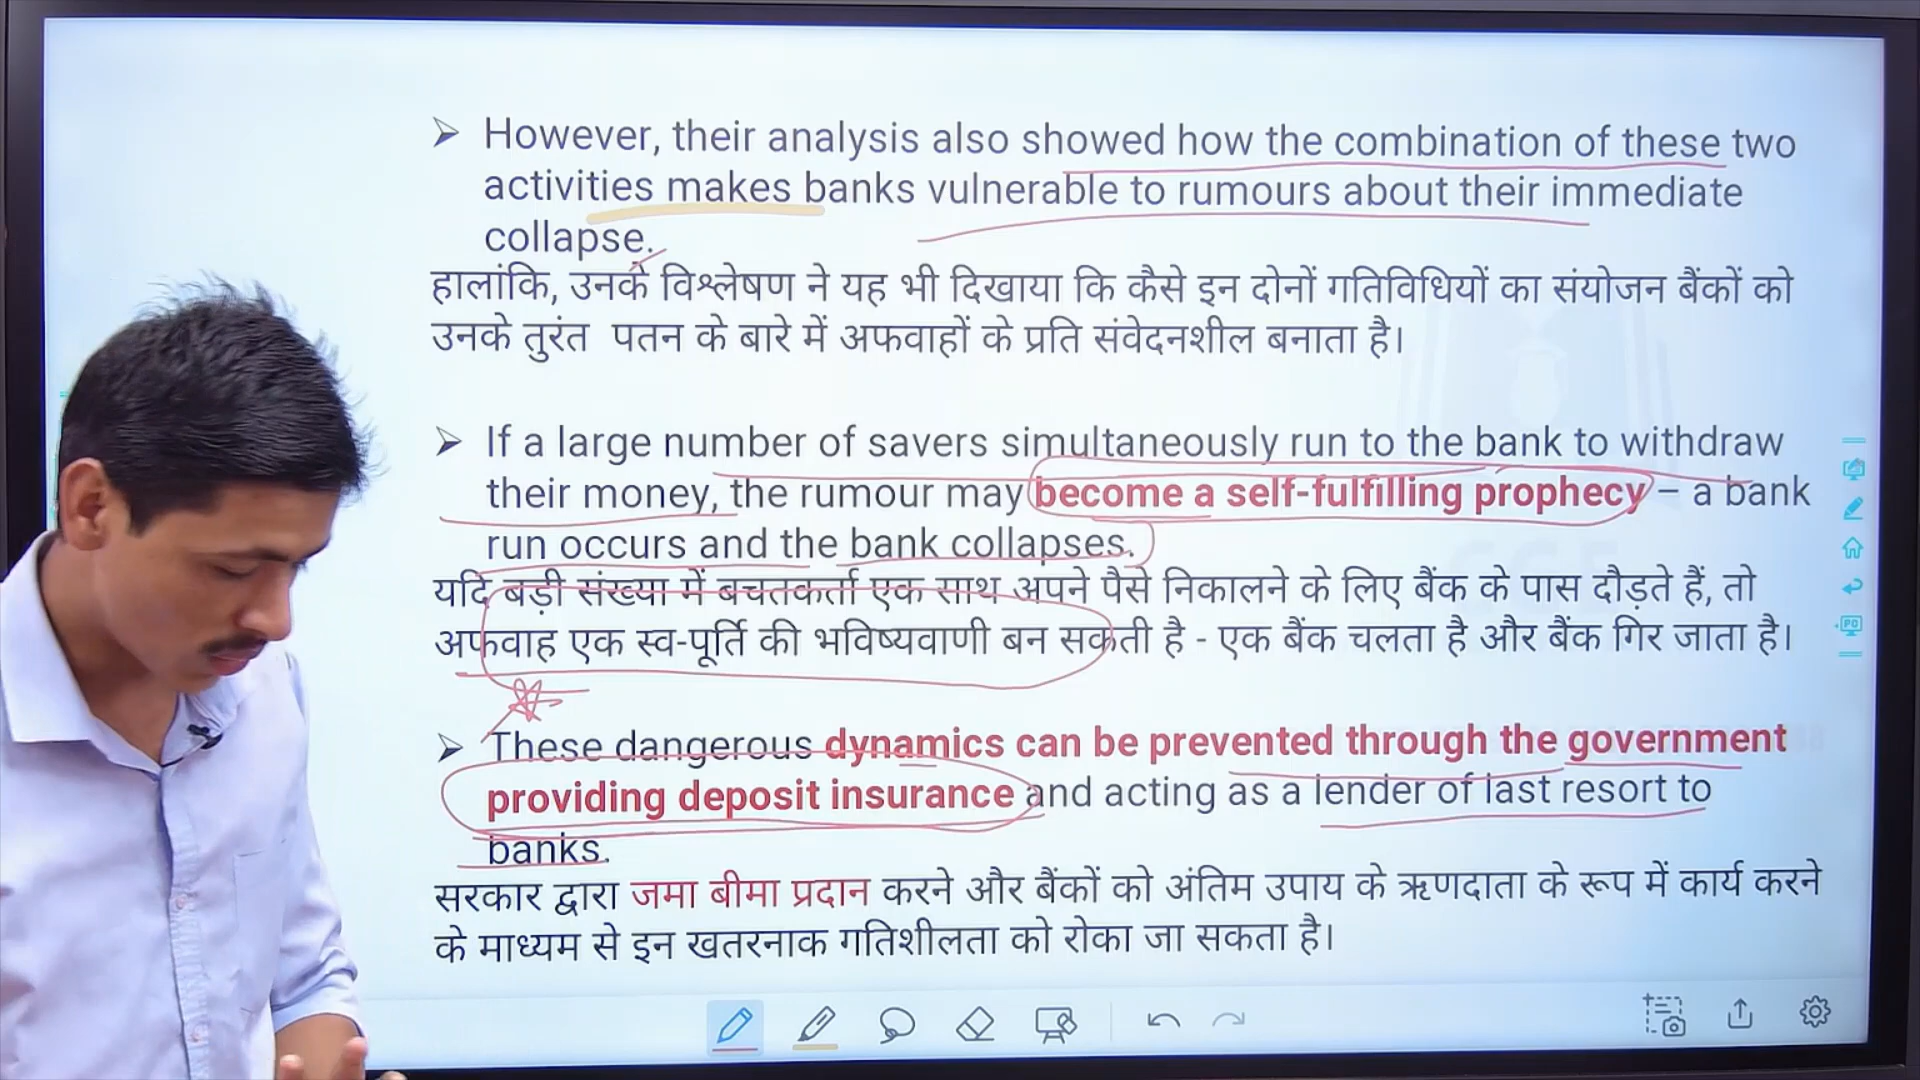 However, their analysis also showed how the combination of these two
activities makes banks vulnerable to rumours about their immediate
collapse.
हालांकि, उनके विश्लेषण ने यह भी दिखाया कि कैसे इन दोनों गतिविधियों का संयोजन बैंकों को
उनके तुरंत पतन के बारे में अफवाहों के प्रति संवेदनशील बनाता है।
If a large number of savers simultaneously run to the bank to withdraw
their money, the rumour may become a self-fulfilling prophecy – a bank
run occurs and the bank collapses.
यदि बड़ी संख्या में बचतकर्ता एक साथ अपने पैसे निकालने के लिए बैंक के पास दौड़ते हैं, तो
अफवाह एक स्व-पूर्ति की भविष्यवाणी बन सकती है - एक बैंक चलता है और बैंक गिर जाता है।
These dangerous dynamics can be prevented through the government
providing deposit insurance and acting as a lender of last resort to
banks.
सरकार द्वारा जमा बीमा प्रदान करने और बैंकों को अंतिम उपाय के ऋणदाता के रूप में कार्य करने
के माध्यम से इन खतरनाक गतिशीलता को रोका जा सकता है।